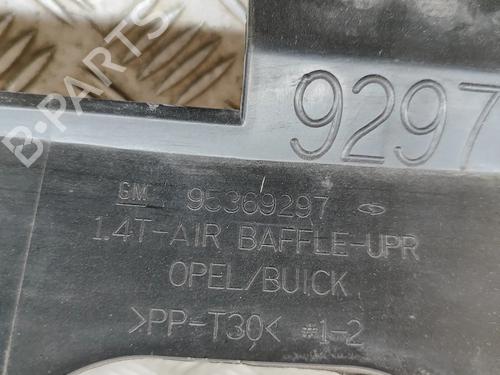 B-PARTS
9297
GM 95369297
1.4T-AIR BAFFLE-UPR
OPEL/BUICK
>PP-T30< #1-2